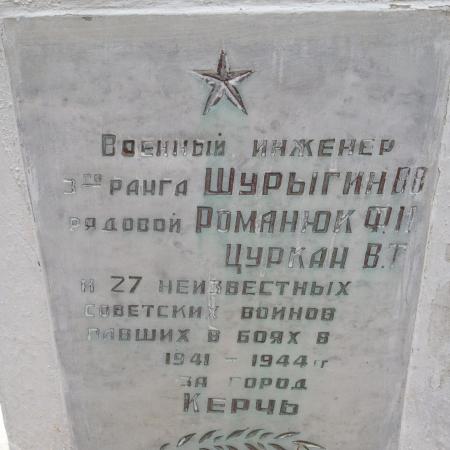 Военный инженер
3го ранга Шурыгин В В
рядовой Романюк Ф П
Цуркан В. Т
и 27 неизвестных
советских воинов
павших в боях в
1941 - 1944 гг
за город
Керчь